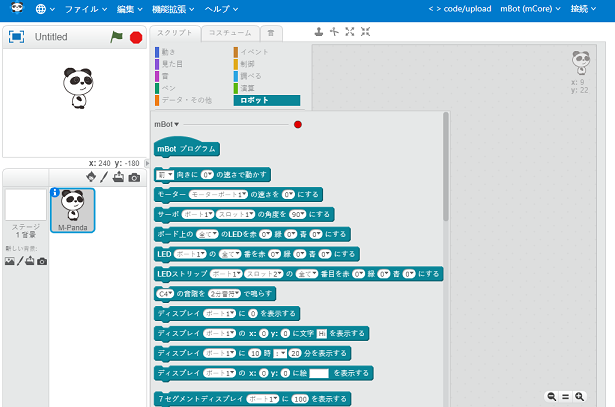 ファイル 編集 機能拡張 ヘルプ < > code/upload mBot (mCore) 接続
Untitled
スクリプト コスチューム 音
動き イベント
見た目 制御
音 調べる
ペン 演算
データ・その他 ロボット
x: 9
y: 22
mBot
mBot プログラム
前 向きに 0 の速さで動かす
モーター モーターポート1 の速さを 0 にする
サーボ ポート1 スロット1 の角度を 90 にする
ボード上の 全て のLEDを赤 0 緑 0 青 0 にする
LED ポート1 の 全て 番を赤 0 緑 0 青 0 にする
LEDストリップ ポート1 スロット2 の 全て 番目を赤 0 緑 0 青 0 にする
C4 の音階を 2分音符 で鳴らす
ディスプレイ ポート1 に 0 を表示する
ディスプレイ ポート1 の x: 0 y: 0 に文字 Hi を表示する
ディスプレイ ポート1 に 10 時 : 20 分を表示する
ディスプレイ ポート1 の x: 0 y: 0 に絵 を表示する
7 セグメントディスプレイ ポート1 に 100 を表示する
x: 240 y: -180
M-Panda
ステージ
1 背景
新しい背景: